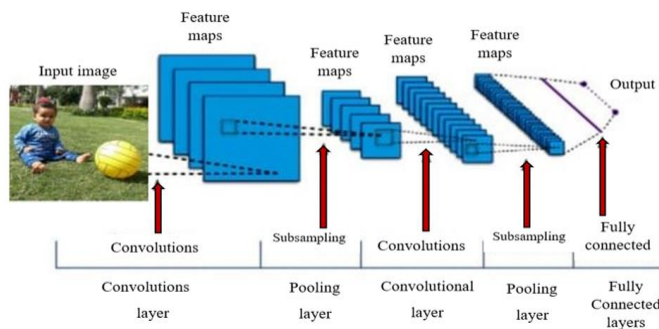 Feature
maps
Feature
maps
Feature
maps
Feature
maps
Input image
Output
Convolutions
Subsampling
Convolutions
Subsampling
Fully
connected
Convolutions
layer
Pooling
layer
Convolutional
layer
Pooling
layer
Fully
Connected
layers